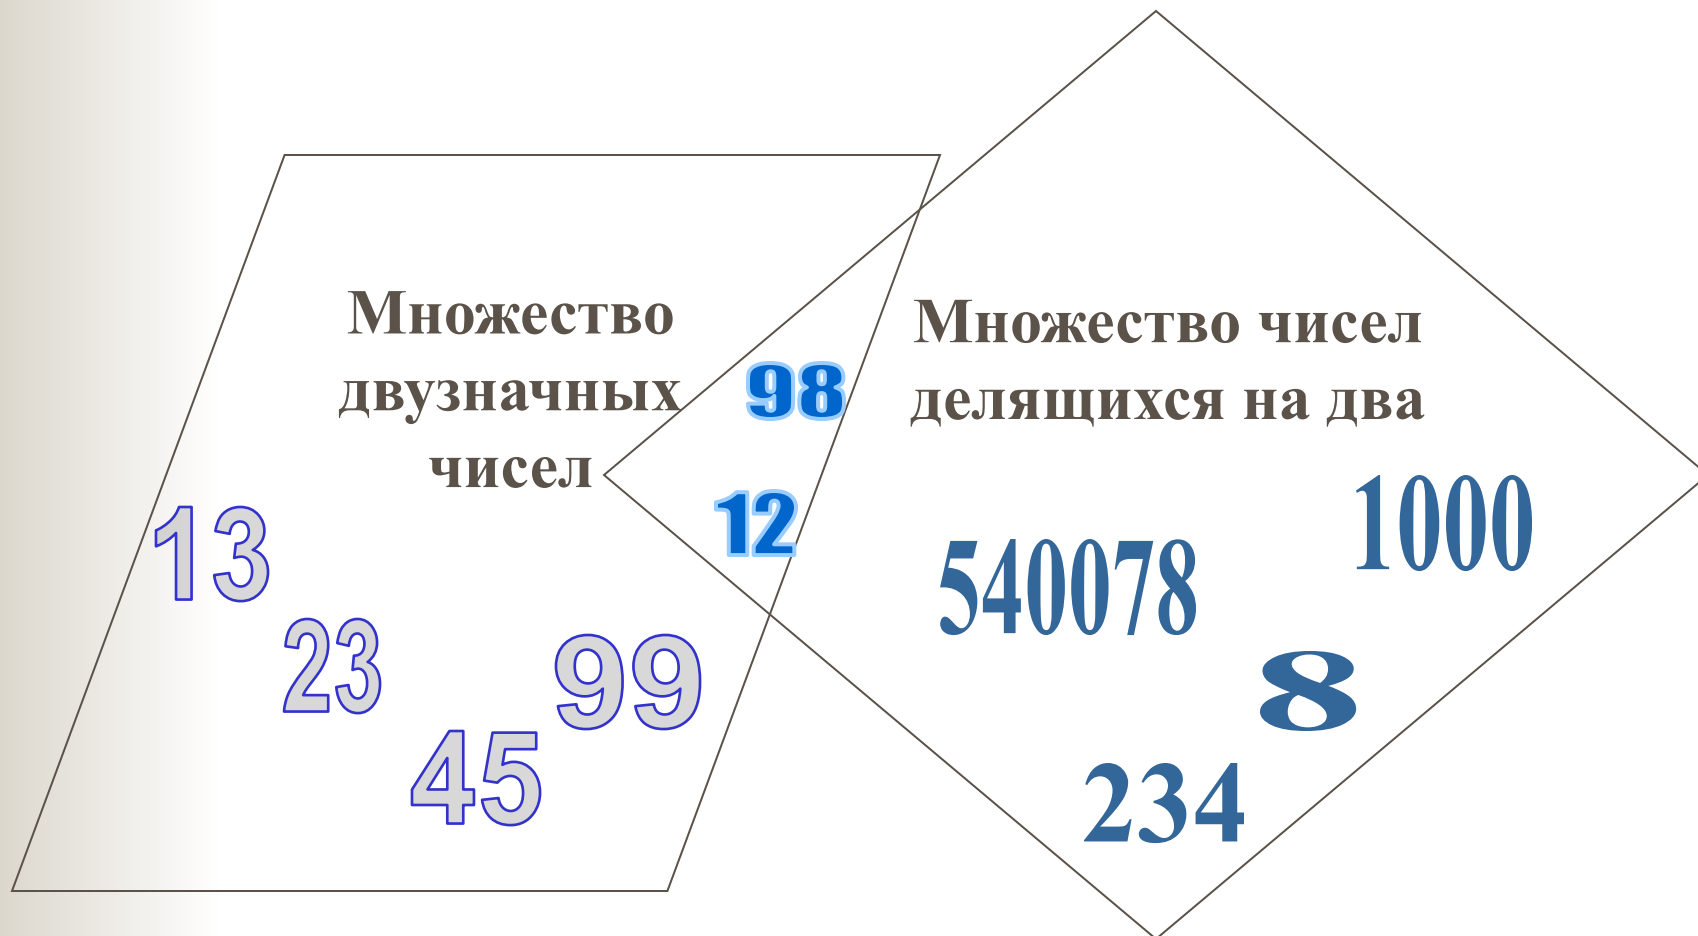 Множество
двузначных
чисел
Множество чисел
делящихся на два
98
12
13
23
45
99
1000
540078
8
234